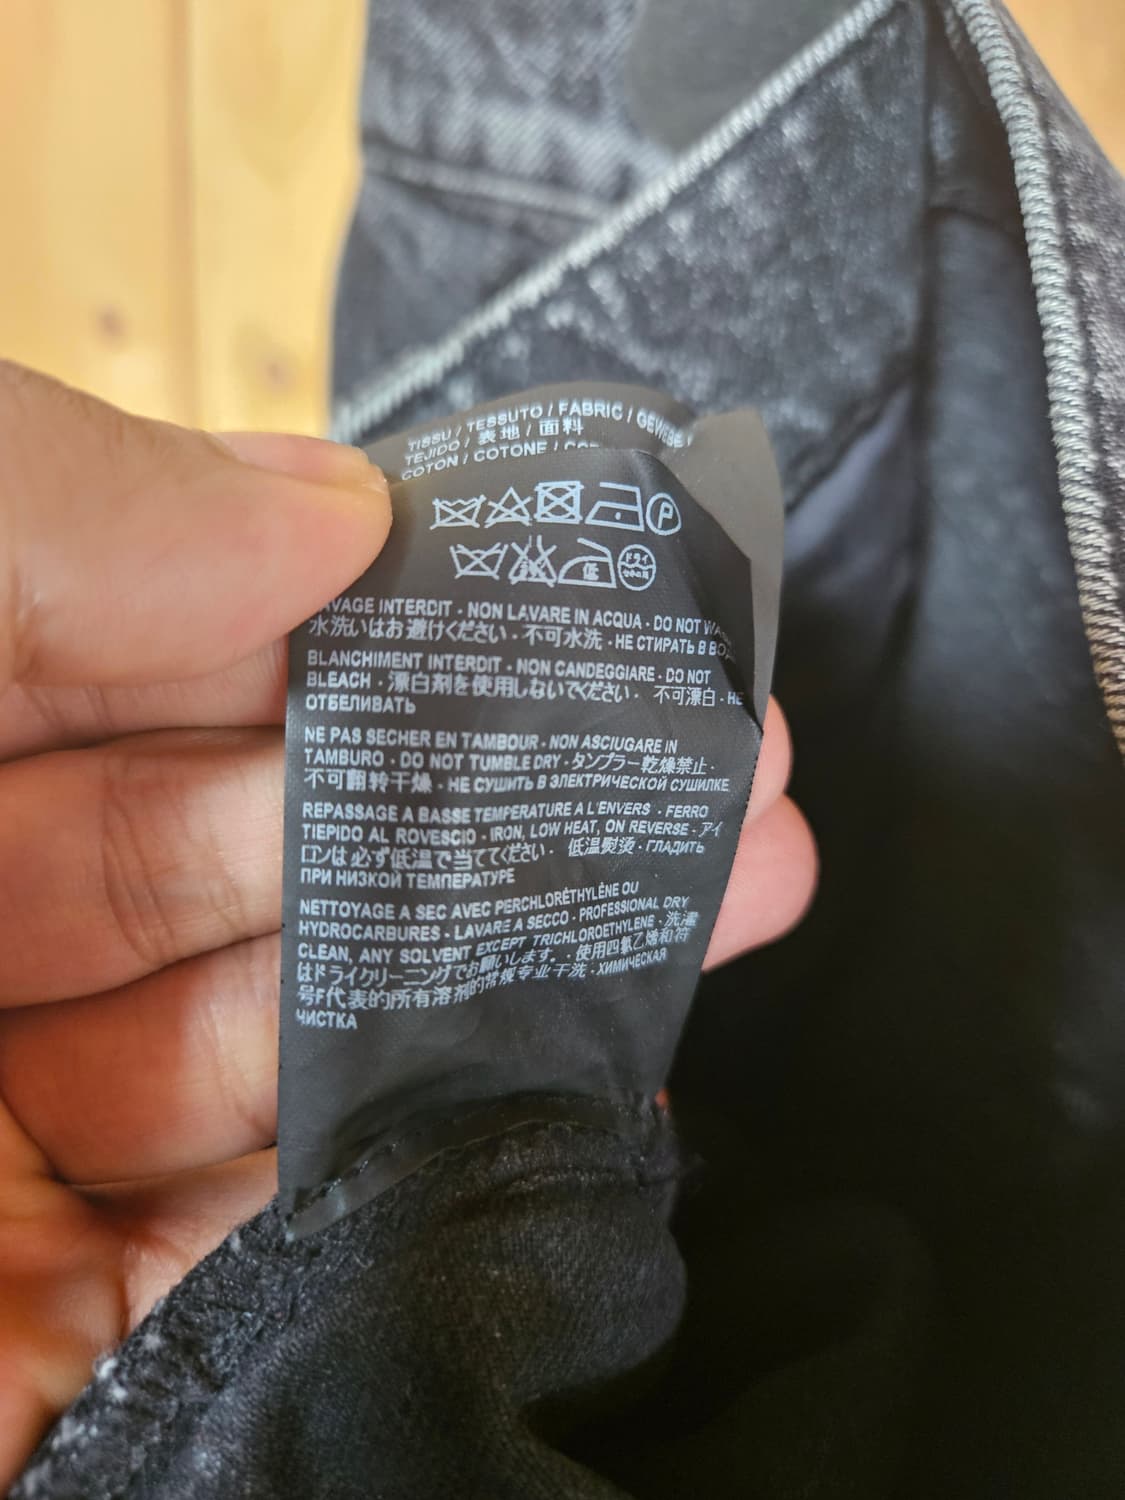 TISSU / TESSUTO / FABRIC / GEWEBE /
TEJIDO / 表地 / 面料
COTON / COTONE /
P
低 ドライ
LAVAGE INTERDIT - NON LAVARE IN ACQUA - DO NOT WASH
水洗いはお避けください - 不可水洗 - НЕ СТИРАТЬ В
BLANCHIMENT INTERDIT - NON CANDEGGIARE - DO NOT
BLEACH - 漂白剤を使用しないでください - 不可漂白 - НЕ
ОТБЕЛИВАТЬ
NE PAS SECHER EN TAMBOUR - NON ASCIUGARE IN
TAMBURO - DO NOT TUMBLE DRY - タンブラー乾燥禁止 -
不可翻转干燥 - НЕ СУШИТЬ В ЭЛЕКТРИЧЕСКОЙ СУШИЛКЕ
REPASSAGE A BASSE TEMPERATURE A L'ENVERS - FERRO
TIEPIDO AL ROVESCIO - IRON, LOW HEAT, ON REVERSE - アイ
ロンは必ず低温で当ててください - 低温熨烫 - ГЛАДИТЬ
ПРИ НИЗКОЙ ТЕМПЕРАТУРЕ
NETTOYAGE A SEC AVEC PERCHLORÉTHYLÈNE OU
HYDROCARBURES - LAVARE A SECCO - PROFESSIONAL DRY
CLEAN, ANY SOLVENT EXCEPT TRICHLOROETHYLENE - 洗濯
はドライクリーニングでお願いします。- 使用四氯乙烯和符
号F代表的所有溶剂的常规专业干洗 - ХИМИЧЕСКАЯ
ЧИСТКА